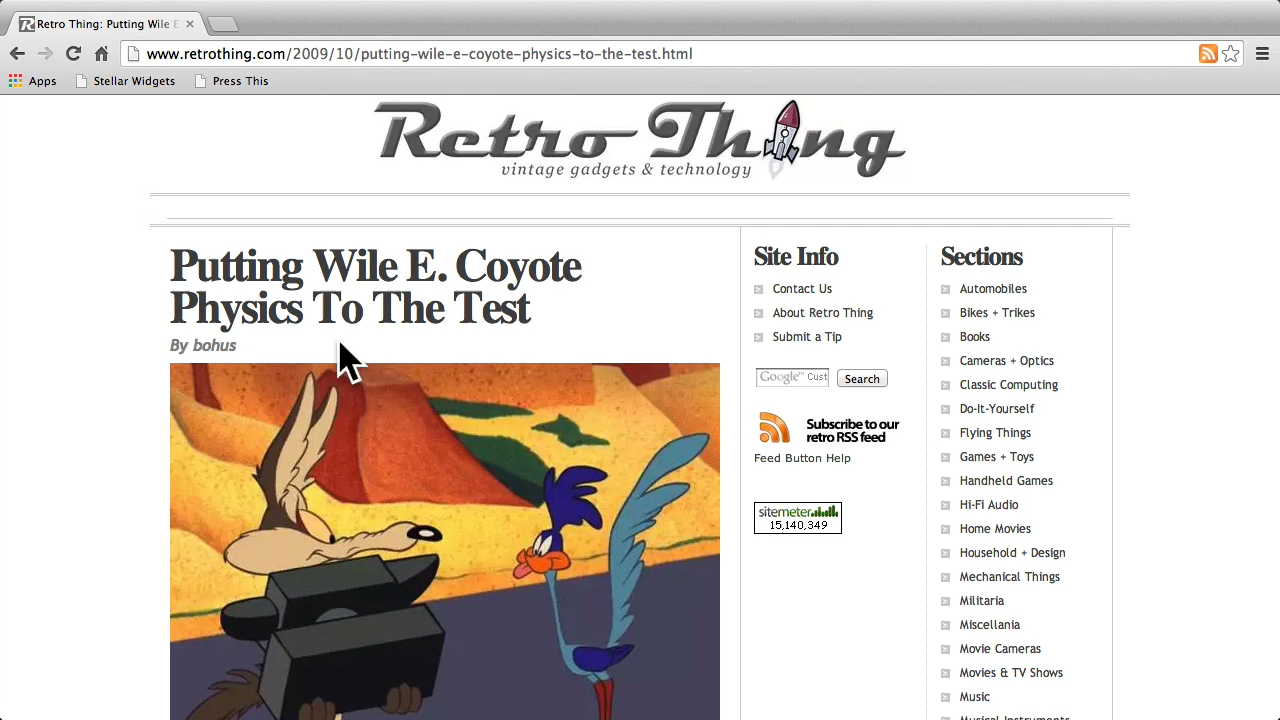 Retro Thing: Putting Wile E
www.retrothing.com/2009/10/putting-wile-e-coyote-physics-to-the-test.html
Apps
Stellar Widgets
Press This
Retro Thing
vintage gadgets & technology
Putting Wile E. Coyote
Physics To The Test
By bohus
Site Info
Contact Us
About Retro Thing
Submit a Tip
Google™ Cust
Search
Subscribe to our
retro RSS feed
Feed Button Help
sitemeter
15,140,349
Sections
Automobiles
Bikes + Trikes
Books
Cameras + Optics
Classic Computing
Do-It-Yourself
Flying Things
Games + Toys
Handheld Games
Hi-Fi Audio
Home Movies
Household + Design
Mechanical Things
Militaria
Miscellania
Movie Cameras
Movies & TV Shows
Music
Musical Instruments